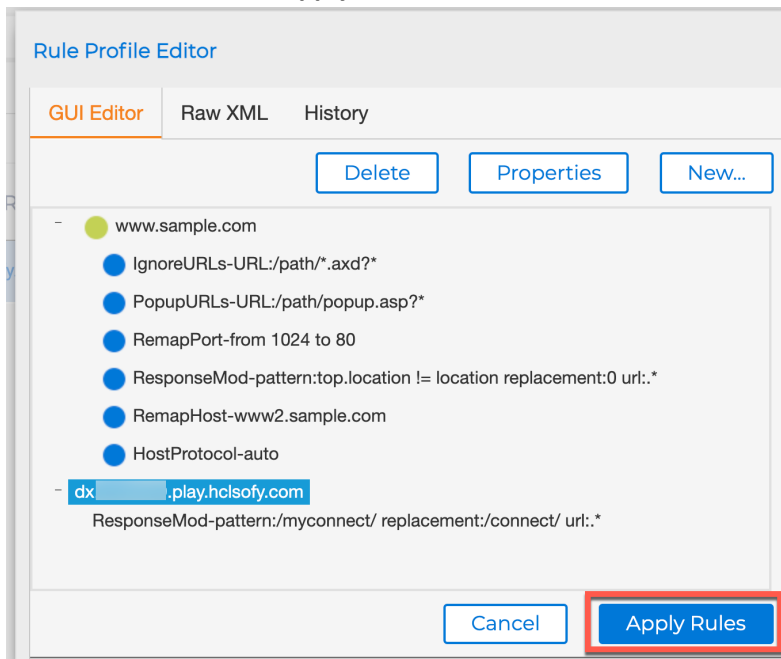 Rule Profile Editor
GUI Editor Raw XML History
Delete Properties New...
- www.sample.com
IgnoreURLs-URL:/path/*.axd?*
PopupURLs-URL:/path/popup.asp?*
RemapPort-from 1024 to 80
ResponseMod-pattern:top.location != location replacement:0 url:.*
RemapHost-www2.sample.com
HostProtocol-auto
- dx .play.hclsofy.com
ResponseMod-pattern:/myconnect/ replacement:/connect/ url:.*
Cancel Apply Rules